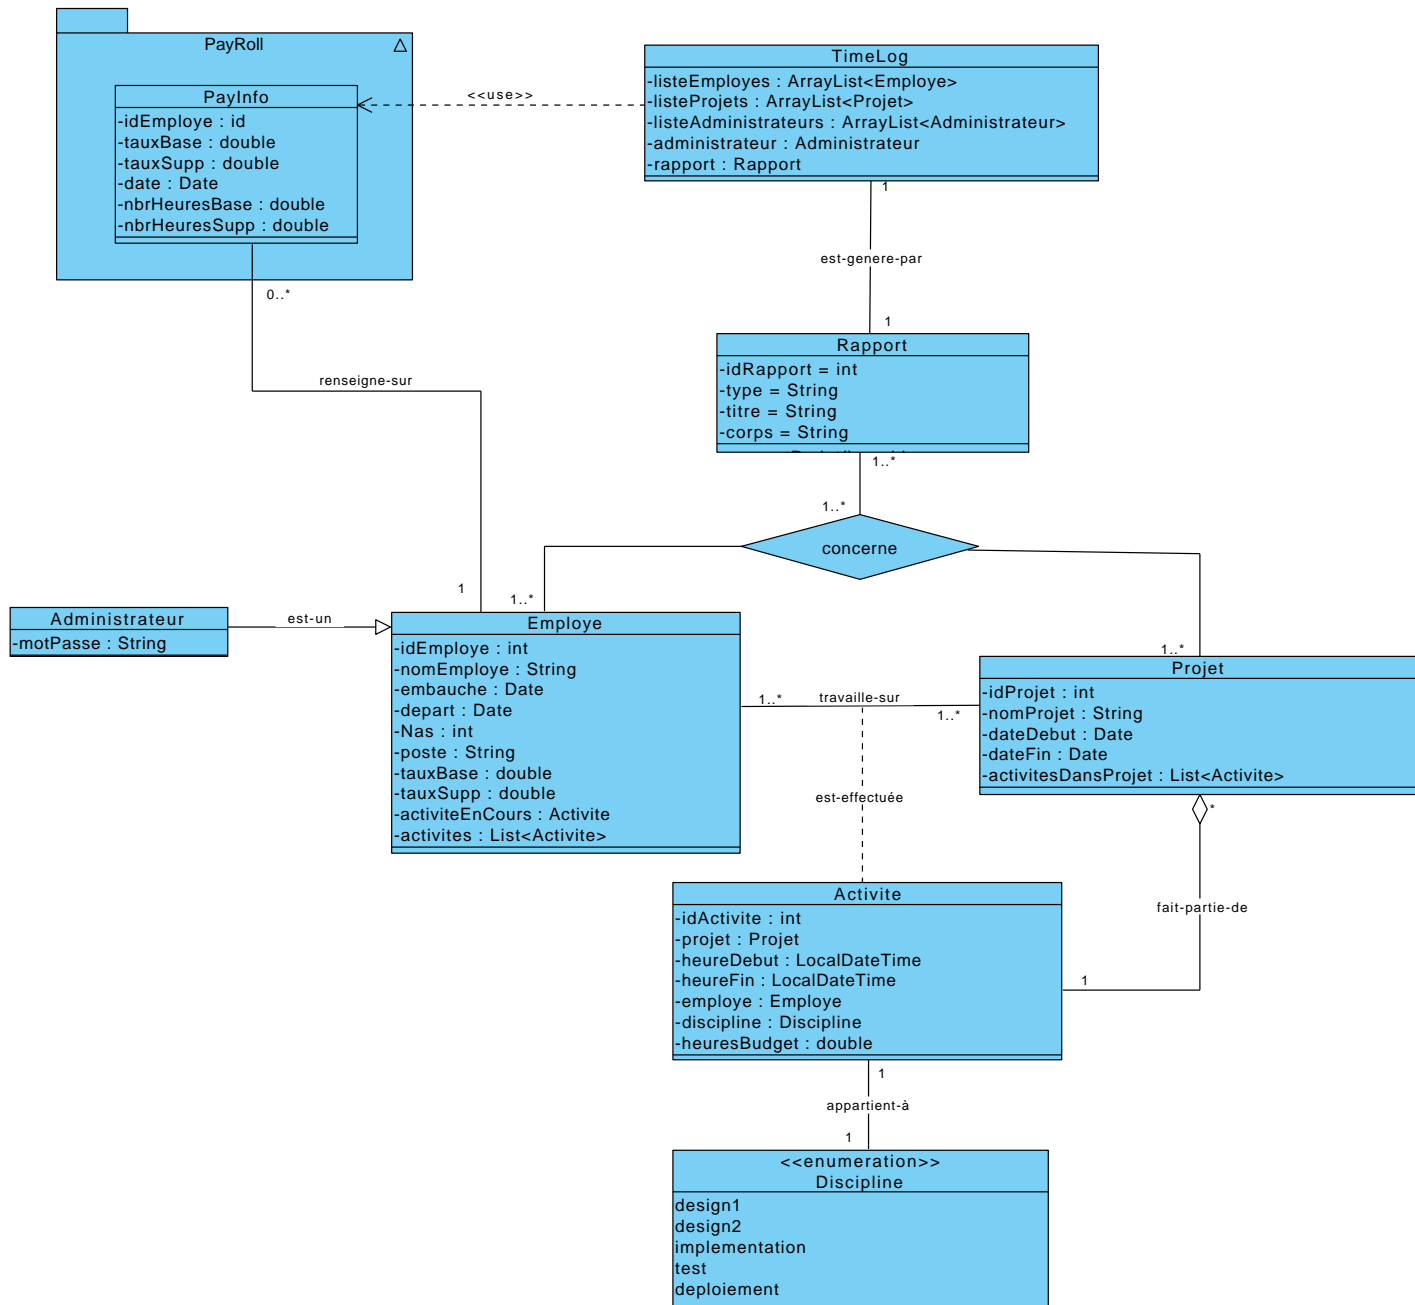 PayRoll
PayInfo
-idEmploye : id
-tauxBase : double
-tauxSupp : double
-date : Date
-nbrHeuresBase : double
-nbrHeuresSupp : double
<<use>>
TimeLog
-listeEmployes : ArrayList<Employe>
-listeProjets : ArrayList<Projet>
-listeAdministrateurs : ArrayList<Administrateur>
-administrateur : Administrateur
-rapport : Rapport
1
est-genere-par
1
0..*
renseigne-sur
1
Rapport
-idRapport = int
-type = String
-titre = String
-corps = String
1..*
1..*
concerne
1..*
1..*
Administrateur
-motPasse : String
est-un
Employe
-idEmploye : int
-nomEmploye : String
-embauche : Date
-depart : Date
-Nas : int
-poste : String
-tauxBase : double
-tauxSupp : double
-activiteEnCours : Activite
-activites : List<Activite>
1..*
travaille-sur
1..*
Projet
-idProjet : int
-nomProjet : String
-dateDebut : Date
-dateFin : Date
-activitesDansProjet : List<Activite>
*
est-effectuée
fait-partie-de
1
Activite
-idActivite : int
-projet : Projet
-heureDebut : LocalDateTime
-heureFin : LocalDateTime
-employe : Employe
-discipline : Discipline
-heuresBudget : double
1
appartient-à
1
<<enumeration>>
Discipline
design1
design2
implementation
test
deploiement